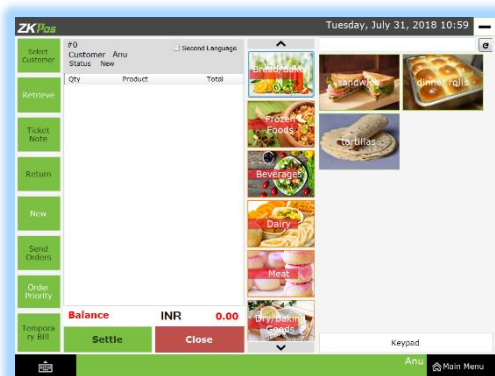 ZKPos
Tuesday, July 31, 2018 10:59
Select
Customer
Retrieve
Ticket
Note
Return
New
Send
Orders
Order
Priority
Tempora
ry Bill
#0
Customer Anu
Status New
Second Language
Qty Product Total
Balance INR 0.00
Settle
Close
Bread/Bakery
Frozen
Foods
Beverages
Dairy
Meat
Dry/Baking
Goods
sandwich
dinner rolls
tortillas
Keypad
Anu
Main Menu